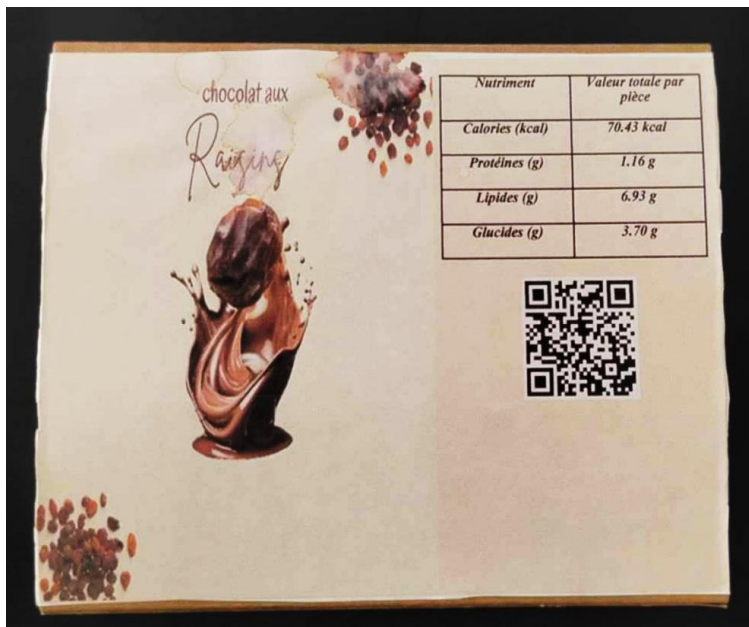 chocolat aux
Raisins
Nutriment Valeur totale par
pièce
Calories (kcal) 70.43 kcal
Protéines (g) 1.16 g
Lipides (g) 6.93 g
Glucides (g) 3.70 g